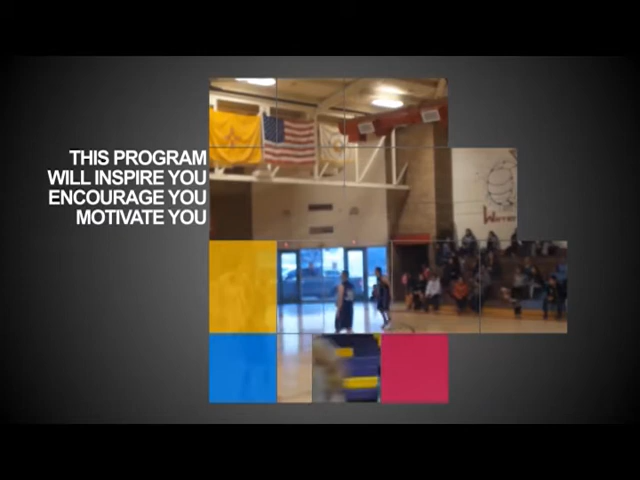 THIS PROGRAM
WILL INSPIRE YOU
ENCOURAGE YOU
MOTIVATE YOU